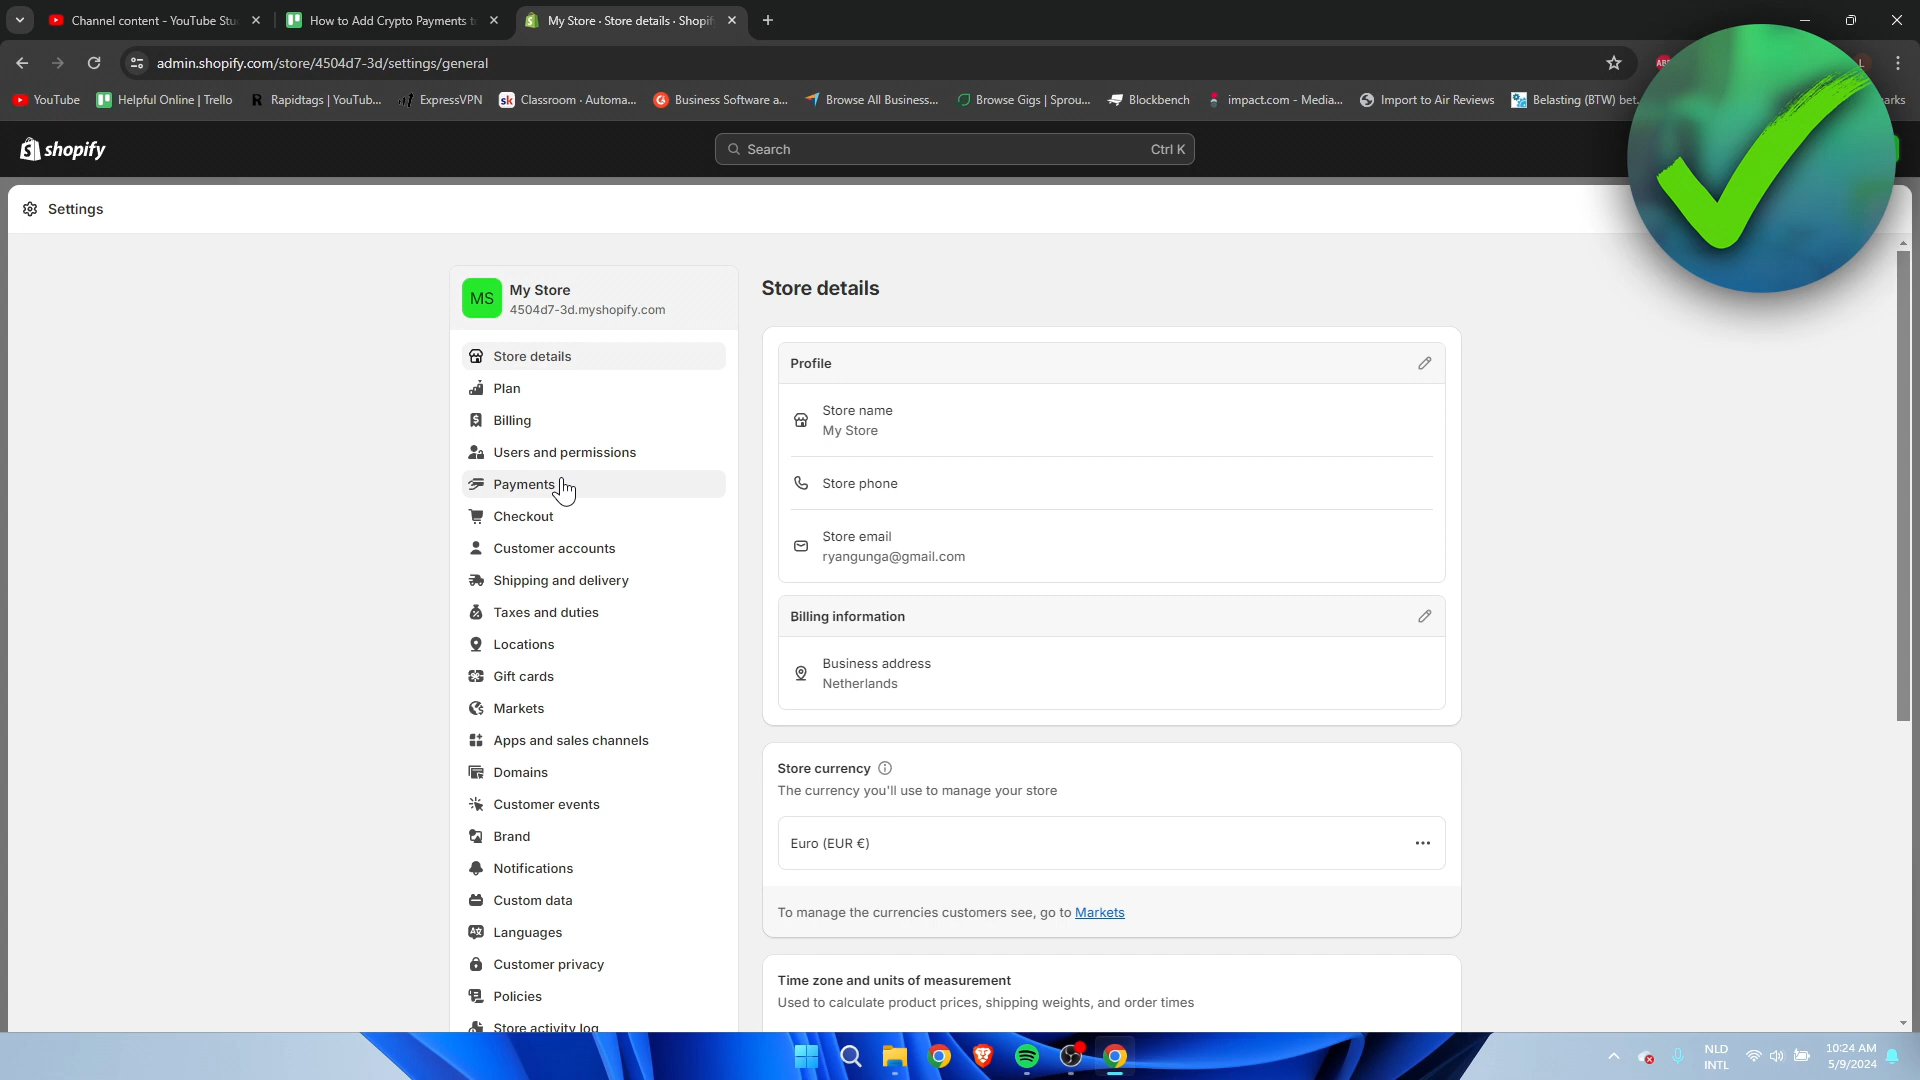 Channel content - YouTube Stu
How to Add Crypto Payments t
My Store · Store details · Shopif
admin.shopify.com/store/4504d7-3d/settings/general
YouTube
Helpful Online | Trello
Rapidtags | YouTub...
ExpressVPN
Classroom - Automa...
Business Software a...
Browse All Business...
Browse Gigs | Sprou...
Blockbench
impact.com - Media...
Import to Air Reviews
Belasting (BTW) bet...
shopify
Search
Ctrl K
Settings
MS
My Store
4504d7-3d.myshopify.com
Store details
Plan
Billing
Users and permissions
Payments
Checkout
Customer accounts
Shipping and delivery
Taxes and duties
Locations
Gift cards
Markets
Apps and sales channels
Domains
Customer events
Brand
Notifications
Custom data
Languages
Customer privacy
Policies
Store activity log
Store details
Profile
Store name
My Store
Store phone
Store email
ryangunga@gmail.com
Billing information
Business address
Netherlands
Store currency
The currency you'll use to manage your store
Euro (EUR €)
To manage the currencies customers see, go to Markets
Time zone and units of measurement
Used to calculate product prices, shipping weights, and order times
NLD
INTL
10:24 AM
5/9/2024